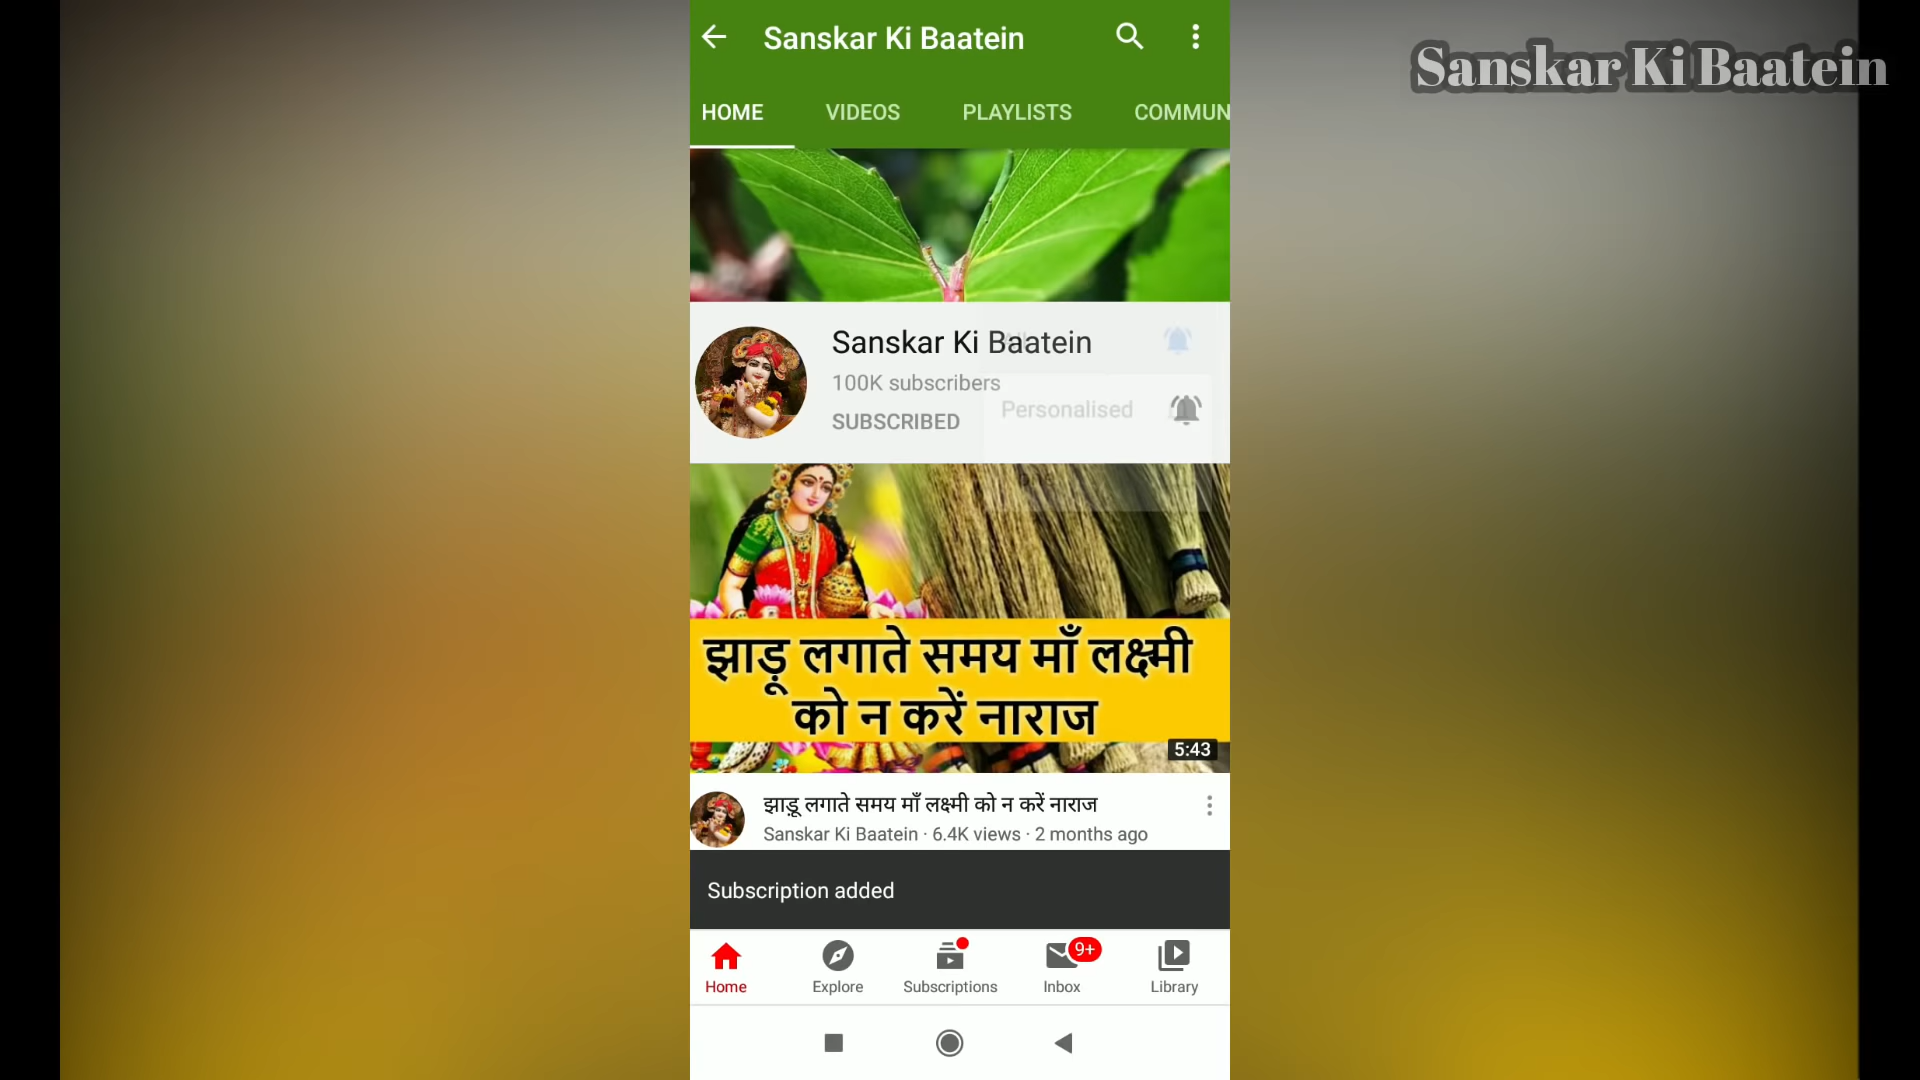 Sanskar Ki Baatein
Sanskar Ki Baatein
HOME VIDEOS PLAYLISTS COMMUN
Sanskar Ki Baatein
100K subscribers
Personalised
SUBSCRIBED
झाड़ू लगाते समय माँ लक्ष्मी
को न करें नाराज
5:43
झाड़ू लगाते समय माँ लक्ष्मी को न करें नाराज
Sanskar Ki Baatein · 6.4K views · 2 months ago
Subscription added
9+
Home Explore Subscriptions Inbox Library